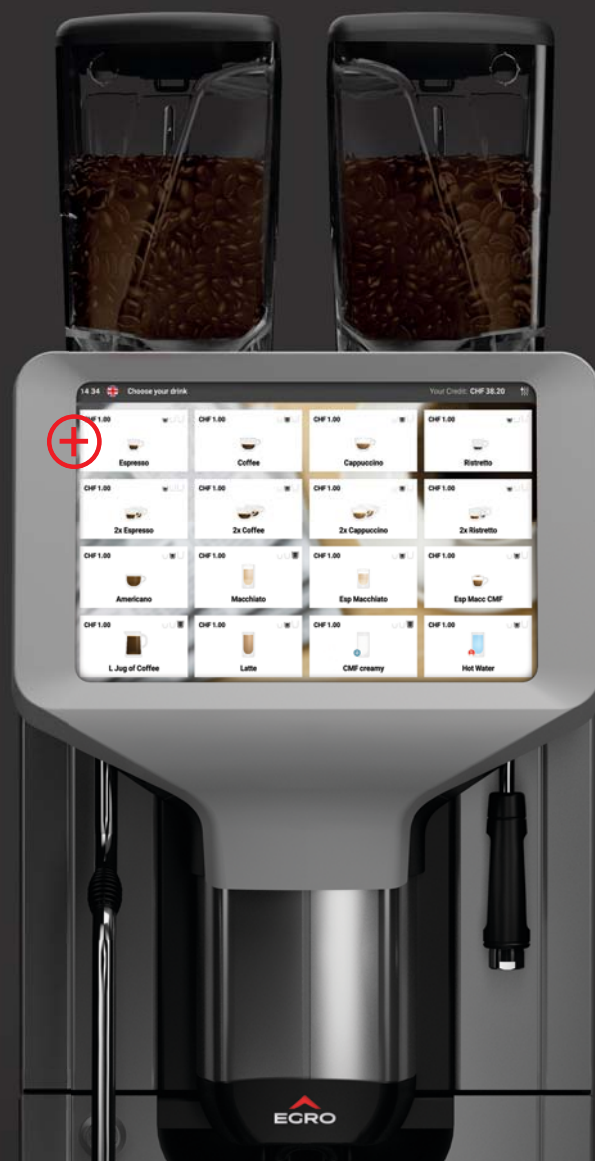 14 34 Choose your drink Your Credit: CHF 38.20
CHF 1.00 CHF 1.00 CHF 1.00 CHF 1.00
Espresso Coffee Cappuccino Ristretto
CHF 1.00 CHF 1.00 CHF 1.00 CHF 1.00
2x Espresso 2x Coffee 2x Cappuccino 2x Ristretto
CHF 1.00 CHF 1.00 CHF 1.00 CHF 1.00
Americano Macchiato Esp Macchiato Esp Macc CMF
CHF 1.00 CHF 1.00 CHF 1.00 CHF 1.00
L Jug of Coffee Latte CMF creamy Hot Water
EGRO